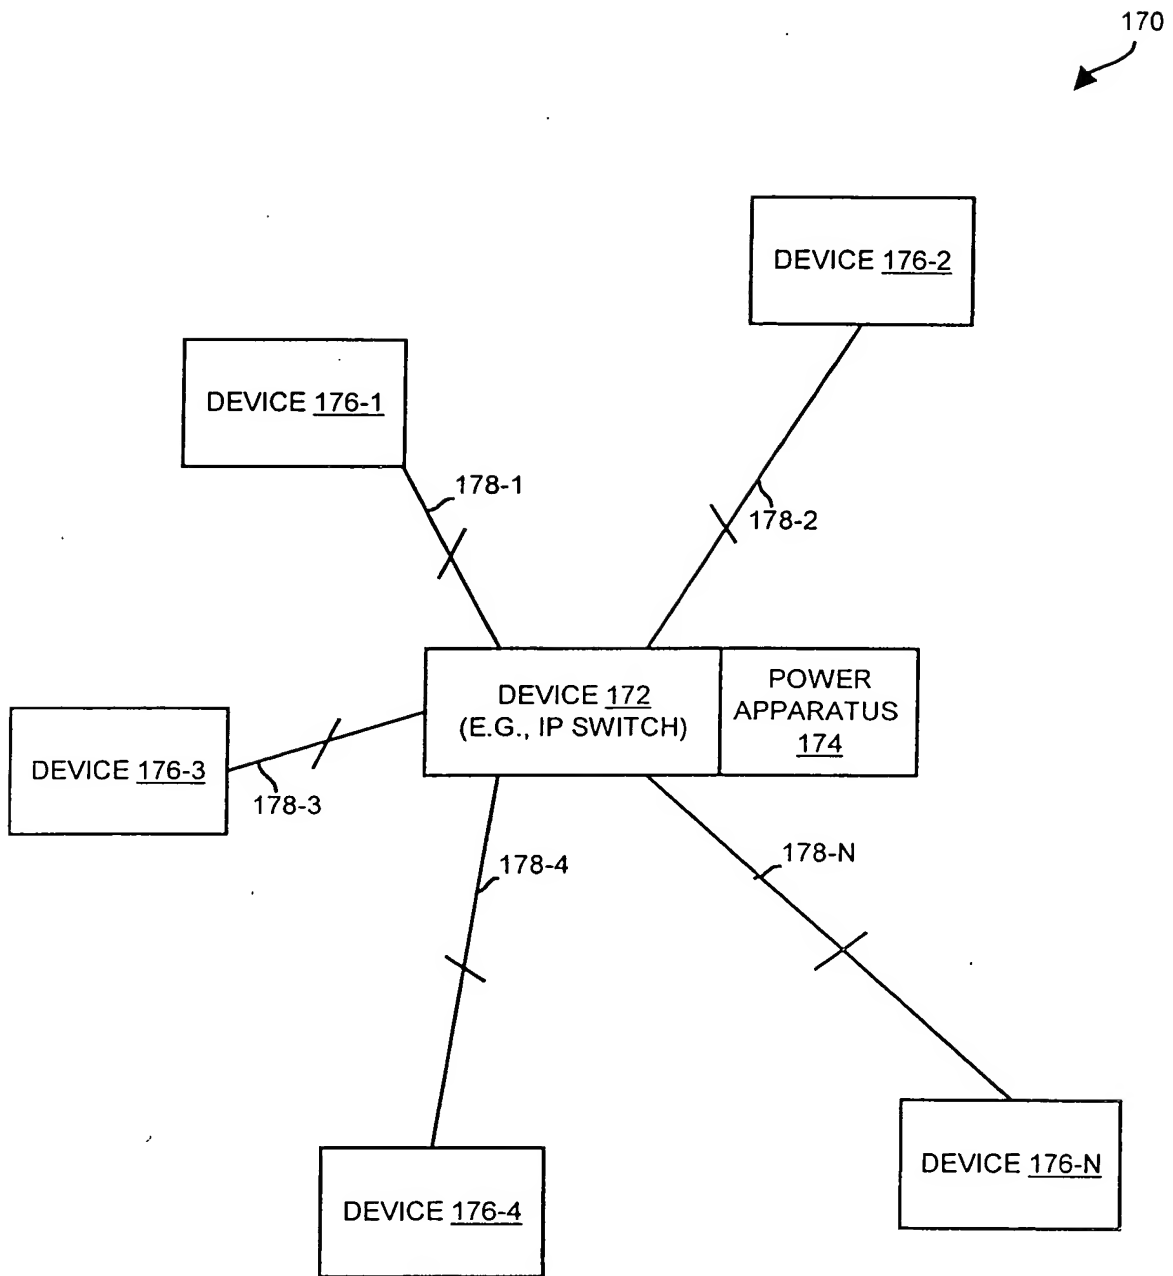 170
DEVICE 176-2
DEVICE 176-1
178-1
178-2
DEVICE 172
(E.G., IP SWITCH)
POWER
APPARATUS
174
DEVICE 176-3
178-3
178-4
178-N
DEVICE 176-N
DEVICE 176-4